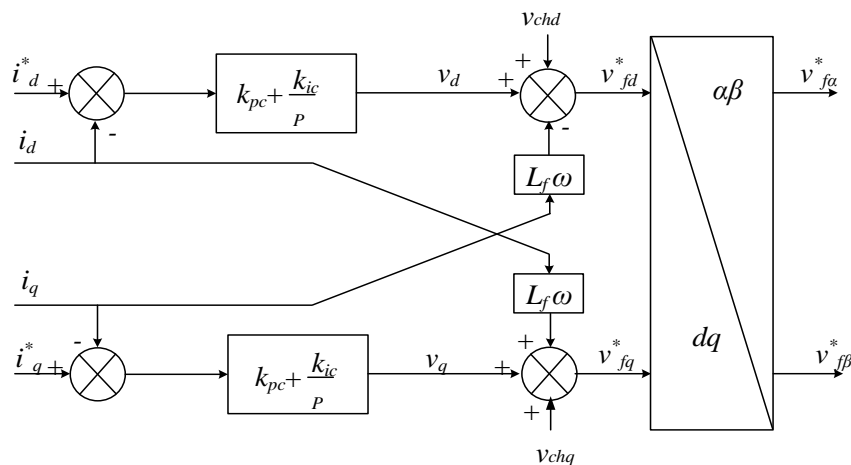 v_chd
i*_d + k_pc + k_ic / P v_d + + v*_fd v*_fα
- -
αβ
i_d
L_f ω
i_q
L_f ω
-
dq
i*_q + k_pc + k_ic / P v_q + + v*_fq v*_fβ
+
v_chq